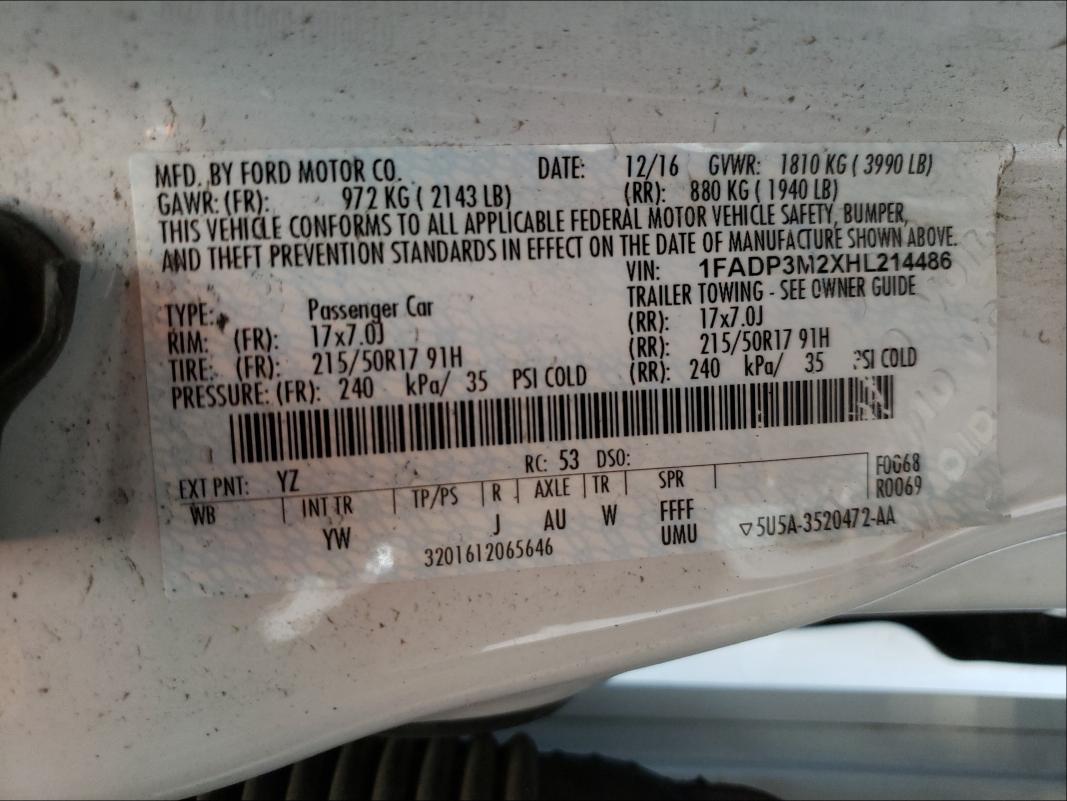 MFD. BY FORD MOTOR CO. DATE: 12/16 GVWR: 1810 KG ( 3990 LB)
GAWR: (FR): 972 KG ( 2143 LB) (RR): 880 KG ( 1940 LB)
THIS VEHICLE CONFORMS TO ALL APPLICABLE FEDERAL MOTOR VEHICLE SAFETY, BUMPER,
AND THEFT PREVENTION STANDARDS IN EFFECT ON THE DATE OF MANUFACTURE SHOWN ABOVE.
VIN: 1FADP3M2XHL214486
TRAILER TOWING - SEE OWNER GUIDE
TYPE: Passenger Car
RIM: (FR): 17x7.0J (RR): 17x7.0J
TIRE: (FR): 215/50R17 91H (RR): 215/50R17 91H
PRESSURE: (FR): 240 kPa/ 35 PSI COLD (RR): 240 kPa/ 35 PSI COLD
RC: 53 DSO:
EXT PNT: YZ F0068
WB INT TR TP/PS R AXLE TR SPR R0069
YW J AU W FFFF
UMU
3201612065646 ▽5U5A-3520472-AA
VOID
VOID